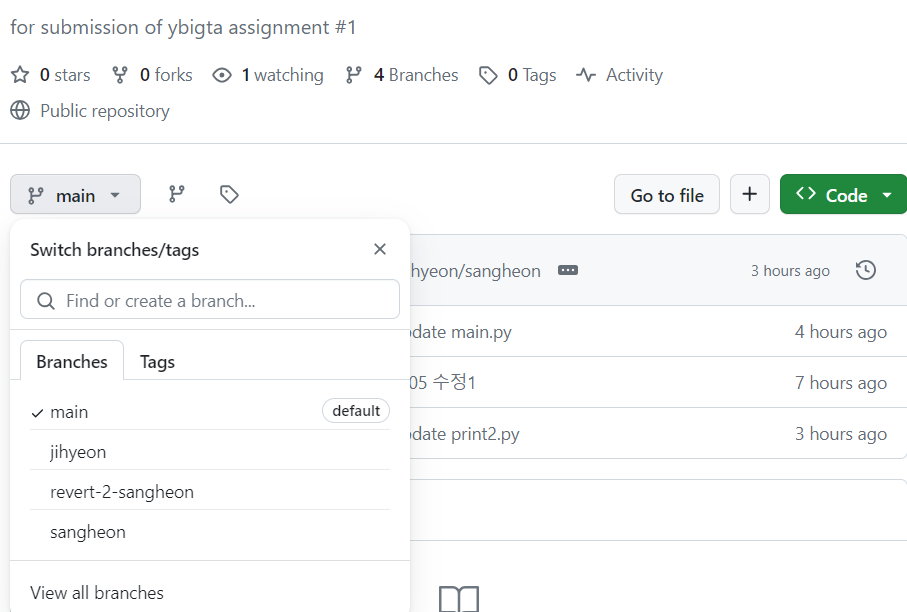 for submission of ybigta assignment #1
0 stars 0 forks 1 watching 4 Branches 0 Tags Activity
Public repository
main Go to file Code
Switch branches/tags
Find or create a branch...
hyeon/sangheon 3 hours ago
date main.py 4 hours ago
Branches Tags
05 수정1 7 hours ago
main default
date print2.py 3 hours ago
jihyeon
revert-2-sangheon
sangheon
View all branches